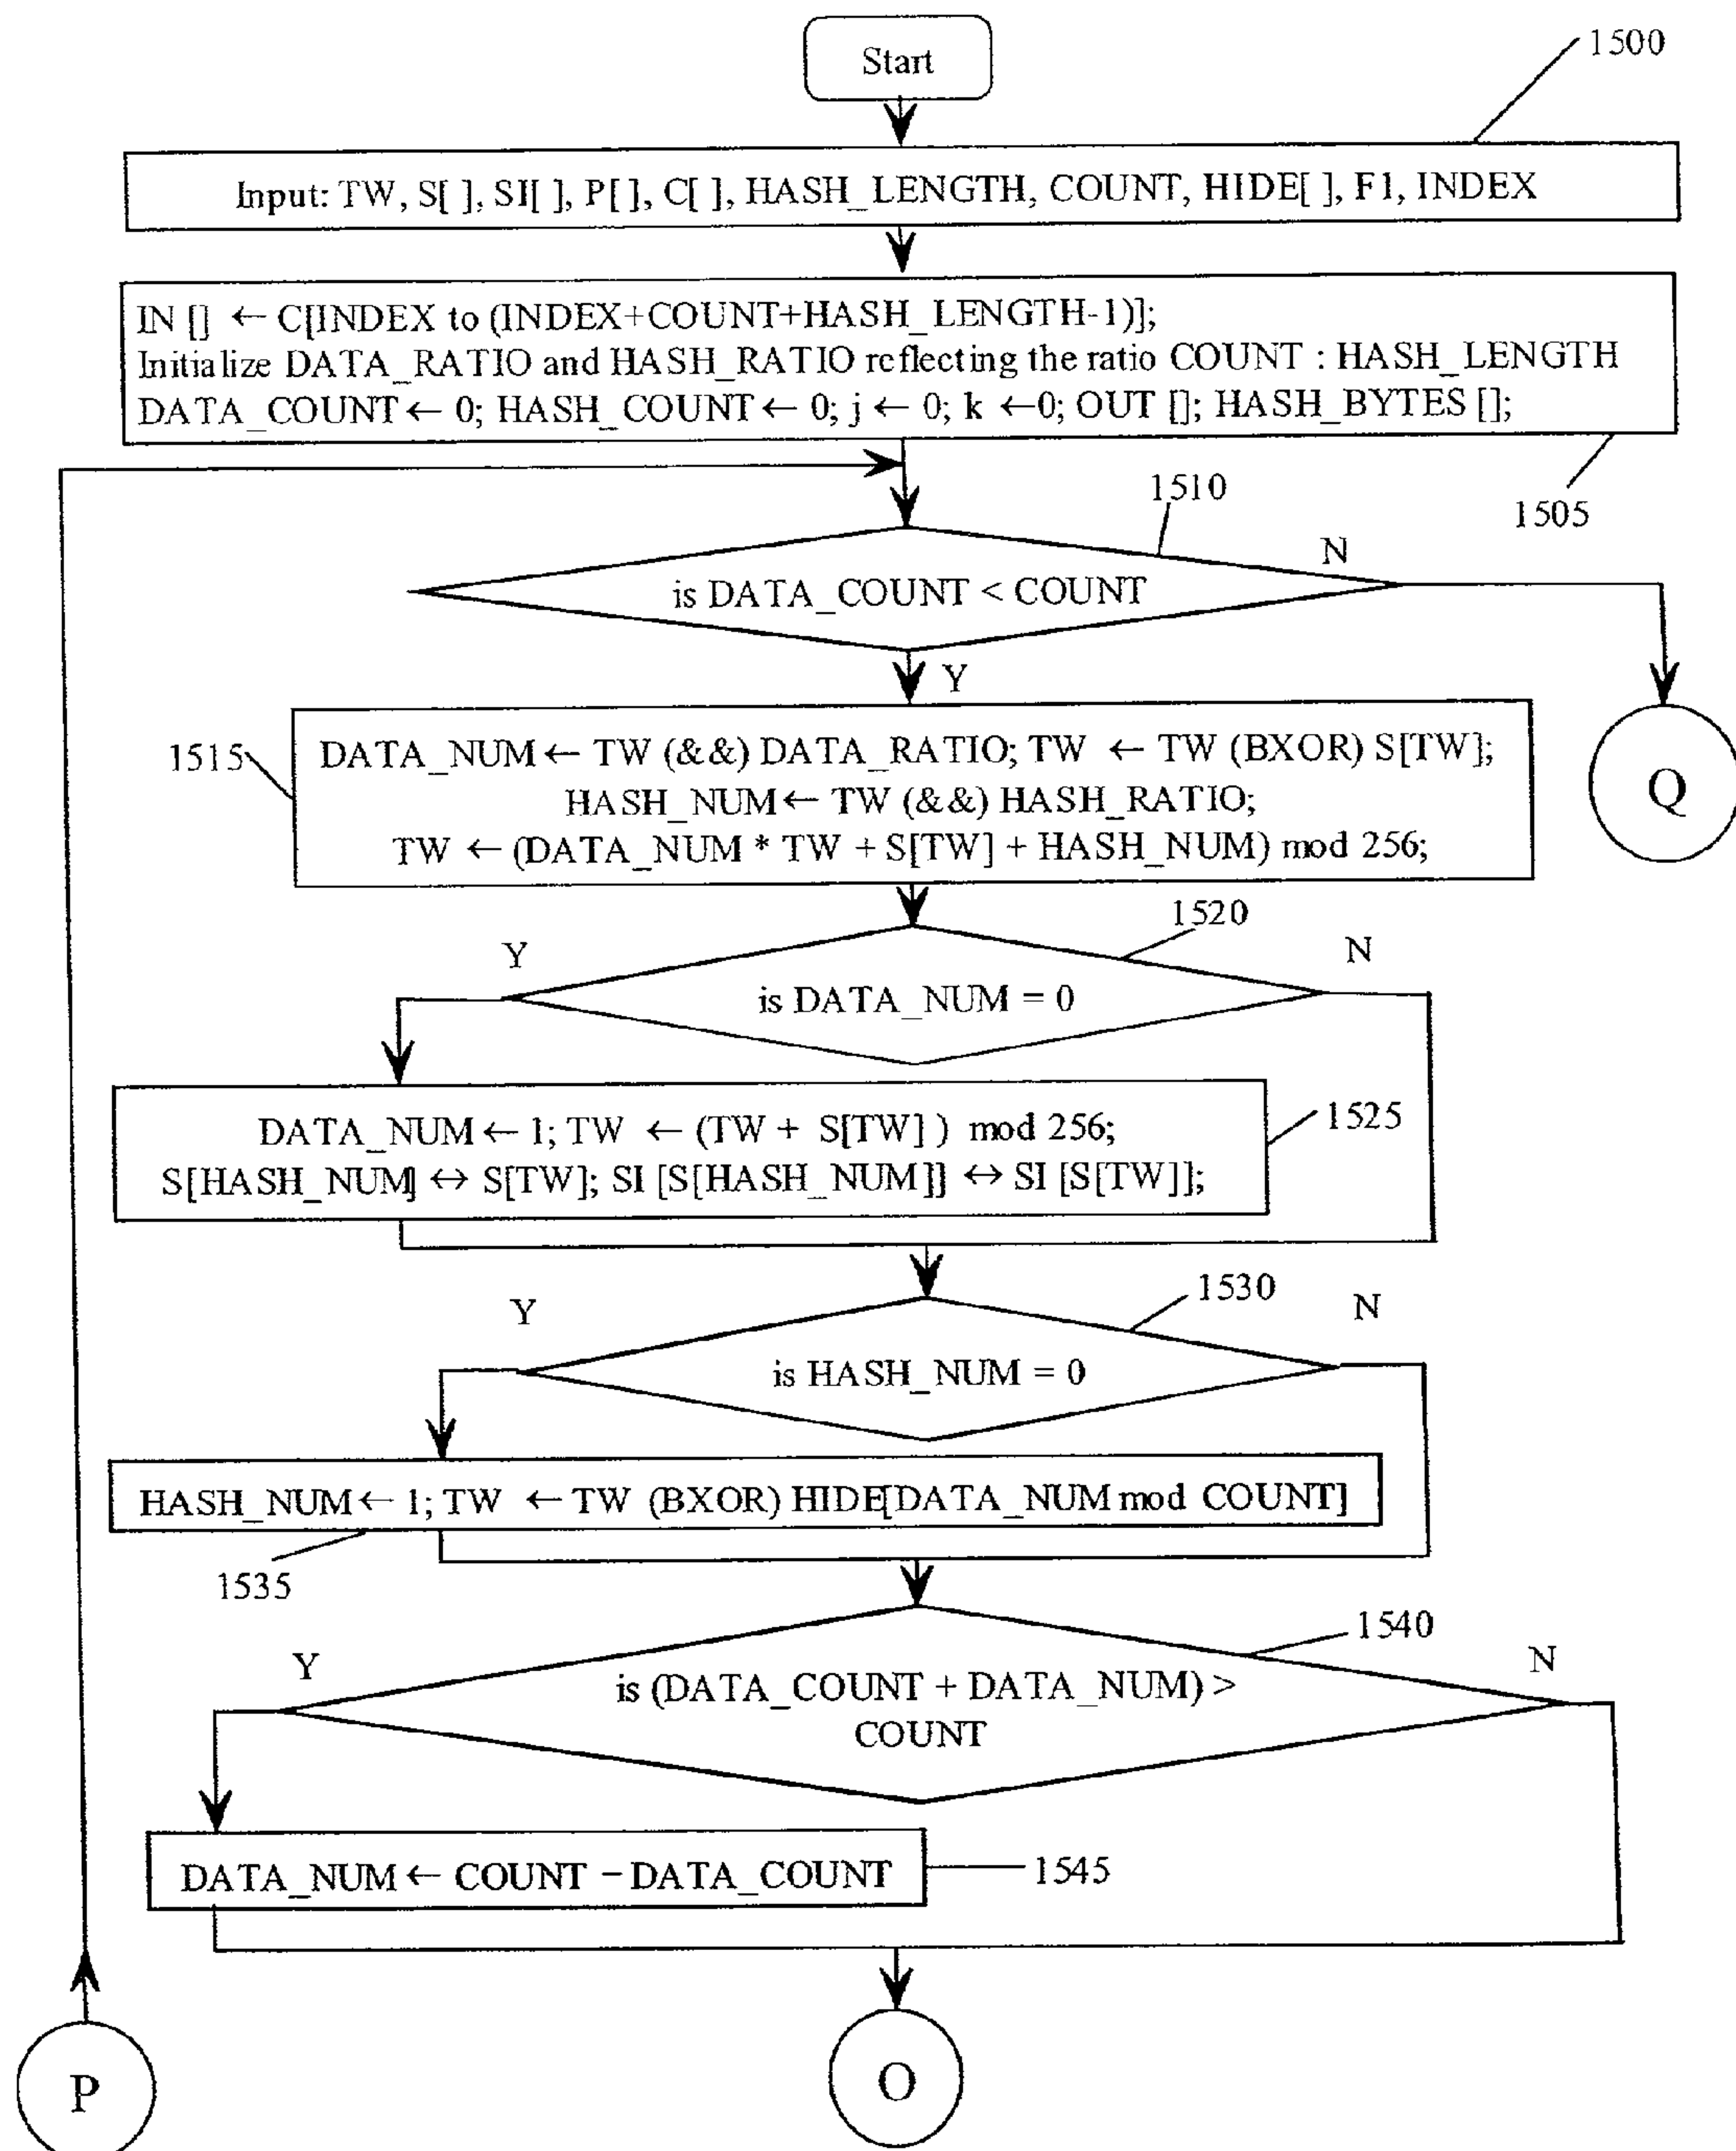 Start
1500
Input: TW, S[ ], SI[ ], P[ ], C[ ], HASH_LENGTH, COUNT, HIDE[ ], F1, INDEX
IN [] ← C[INDEX to (INDEX+COUNT+HASH_LENGTH-1)];
Initialize DATA_RATIO and HASH_RATIO reflecting the ratio COUNT : HASH_LENGTH
DATA_COUNT ← 0; HASH_COUNT ← 0; j ← 0; k ←0; OUT []; HASH_BYTES [];
1505
1510
N
is DATA_COUNT < COUNT
Y
1515
DATA_NUM ← TW (&&) DATA_RATIO; TW ← TW (BXOR) S[TW];
HASH_NUM ← TW (&&) HASH_RATIO;
TW ← (DATA_NUM * TW + S[TW] + HASH_NUM) mod 256;
Q
1520
Y
N
is DATA_NUM = 0
DATA_NUM ← 1; TW ← (TW + S[TW] ) mod 256;
S[HASH_NUM] ↔ S[TW]; SI [S[HASH_NUM]] ↔ SI [S[TW]];
1525
1530
Y
N
is HASH_NUM = 0
HASH_NUM ← 1; TW ← TW (BXOR) HIDE[DATA_NUM mod COUNT]
1535
1540
Y
N
is (DATA_COUNT + DATA_NUM) >
COUNT
DATA_NUM ← COUNT – DATA_COUNT
1545
P
O